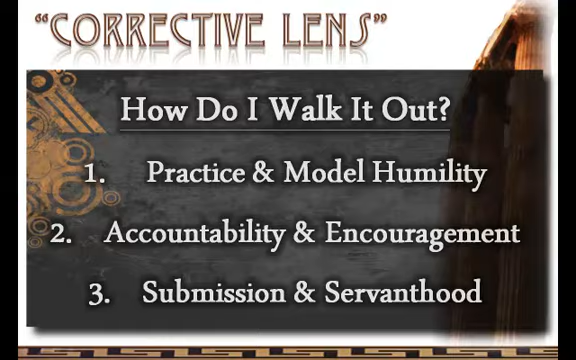 “CORRECTIVE LENS”
How Do I Walk It Out?
1. Practice & Model Humility
2. Accountability & Encouragement
3. Submission & Servanthood